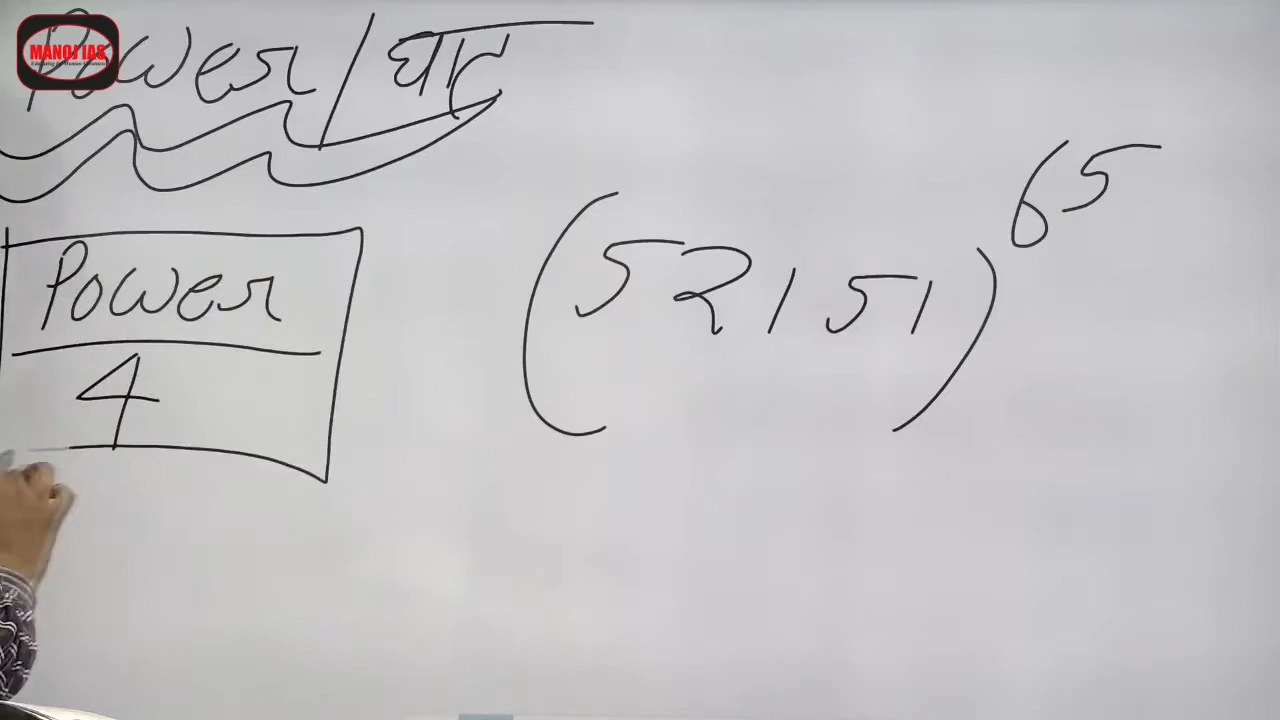 MANOJ IAS
Power / घात
Power
4
(52151)^65